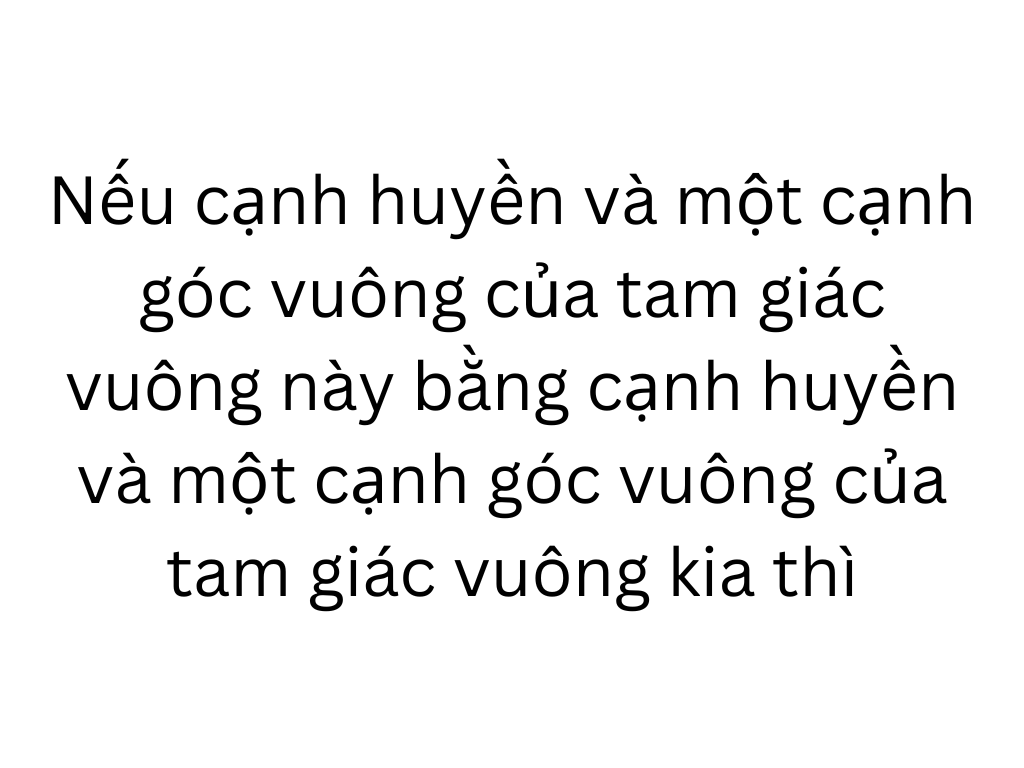 Nếu cạnh huyền và một cạnh
góc vuông của tam giác
vuông này bằng cạnh huyền
và một cạnh góc vuông của
tam giác vuông kia thì